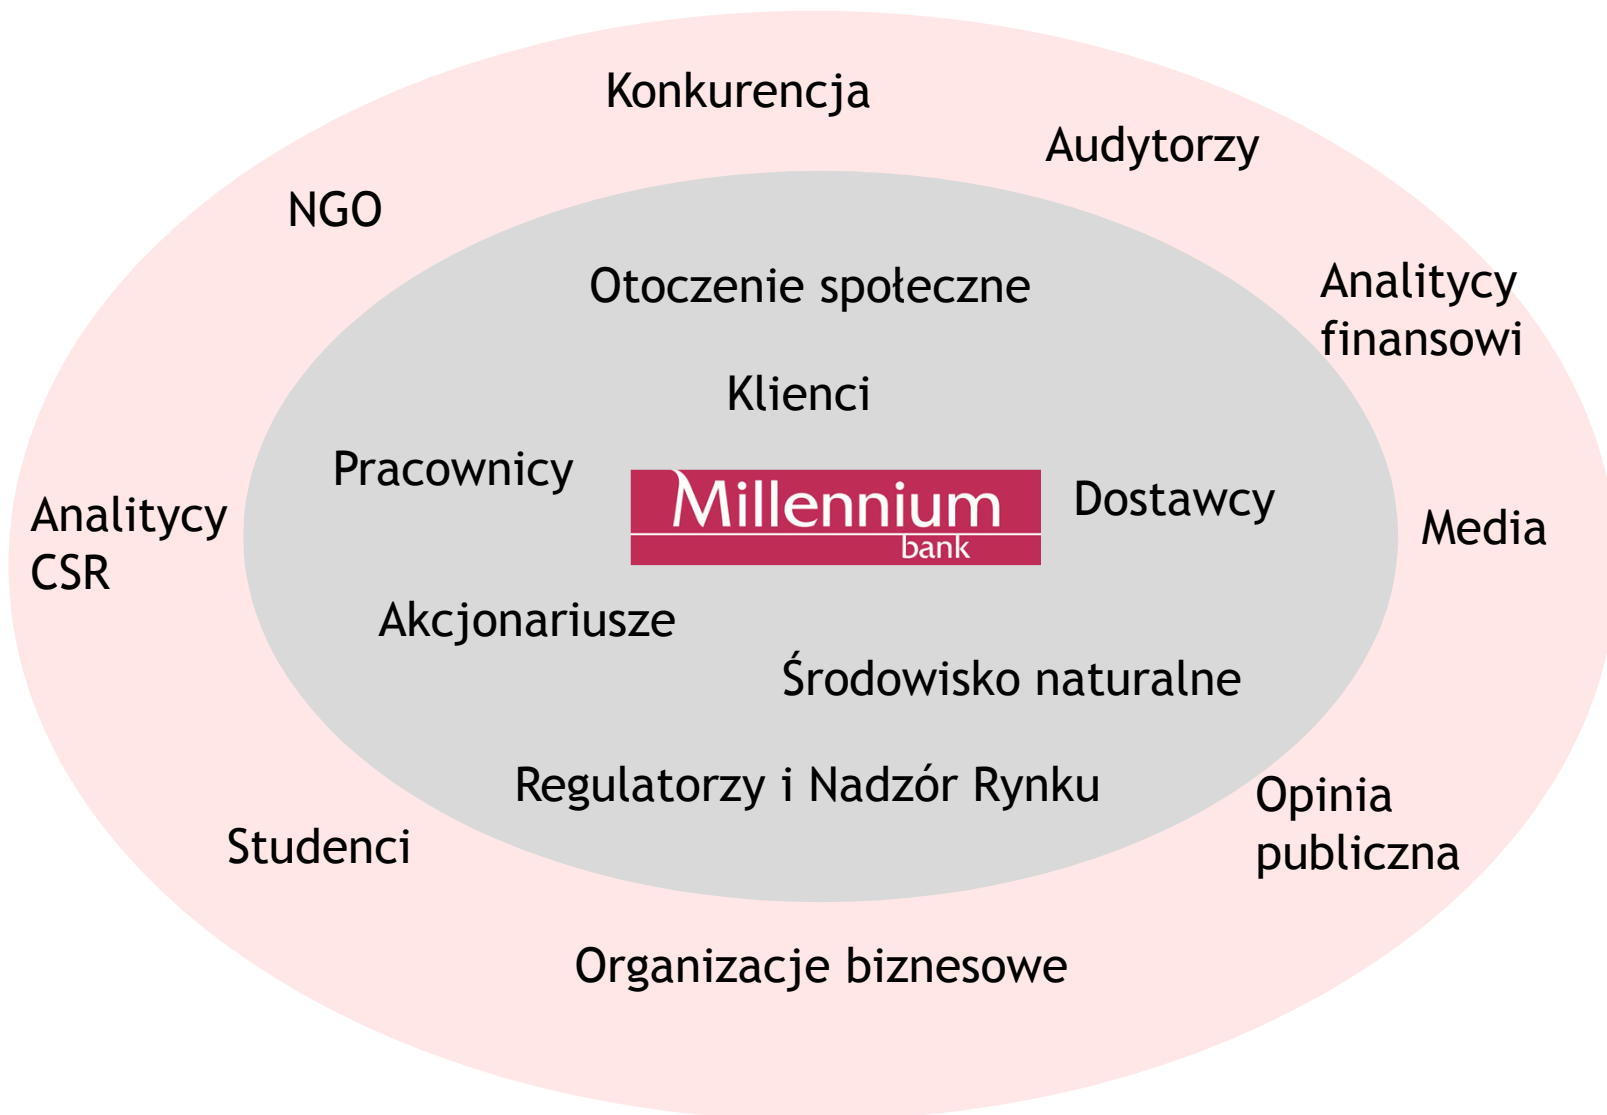 Konkurencja
Audytorzy
NGO
Otoczenie społeczne
Analitycy
finansowi
Klienci
Pracownicy
Millennium
bank
Dostawcy
Media
Analitycy
CSR
Akcjonariusze
Środowisko naturalne
Regulatorzy i Nadzór Rynku
Opinia
publiczna
Studenci
Organizacje biznesowe